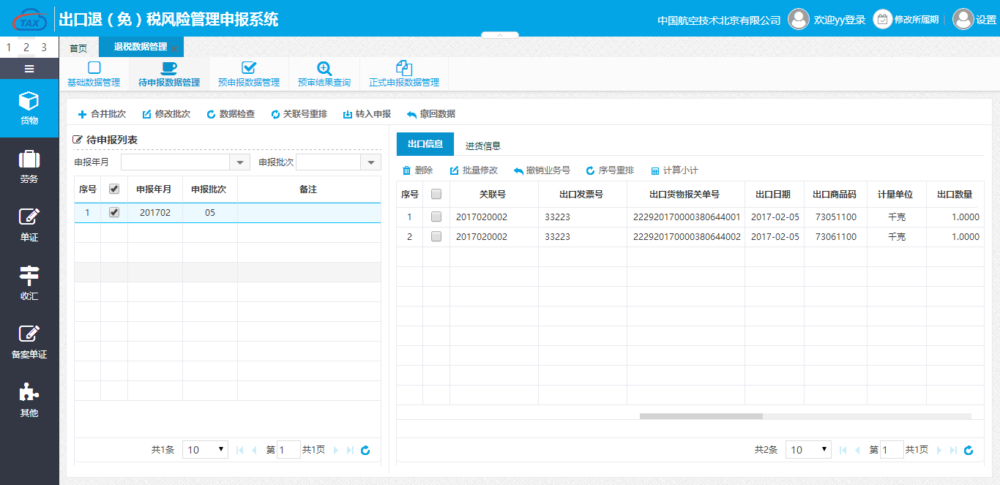 TAX 出口退（免）税风险管理申报系统 中国航空技术北京有限公司 欢迎yy登录 修改所属期 设置
1 2 3 首页 退税数据管理
基础数据管理 待申报数据管理 预申报数据管理 预审结果查询 正式申报数据管理
货物
劳务
单证
收汇
备案单证
其他
合并批次 修改批次 数据检查 关联号重排 转入申报 撤回数据
待申报列表
申报年月 申报批次
序号 申报年月 申报批次 备注
1 201702 05
共1条 10 第 1 共1页
出口信息 进货信息
删除 批量修改 撤销业务号 序号重排 计算小计
序号 关联号 出口发票号 出口货物报关单号 出口日期 出口商品码 计量单位 出口数量
1 2017020002 33223 222920170000380644001 2017-02-05 73051100 千克 1.0000
2 2017020002 33223 222920170000380644002 2017-02-05 73061100 千克 1.0000
共2条 10 第 1 共1页